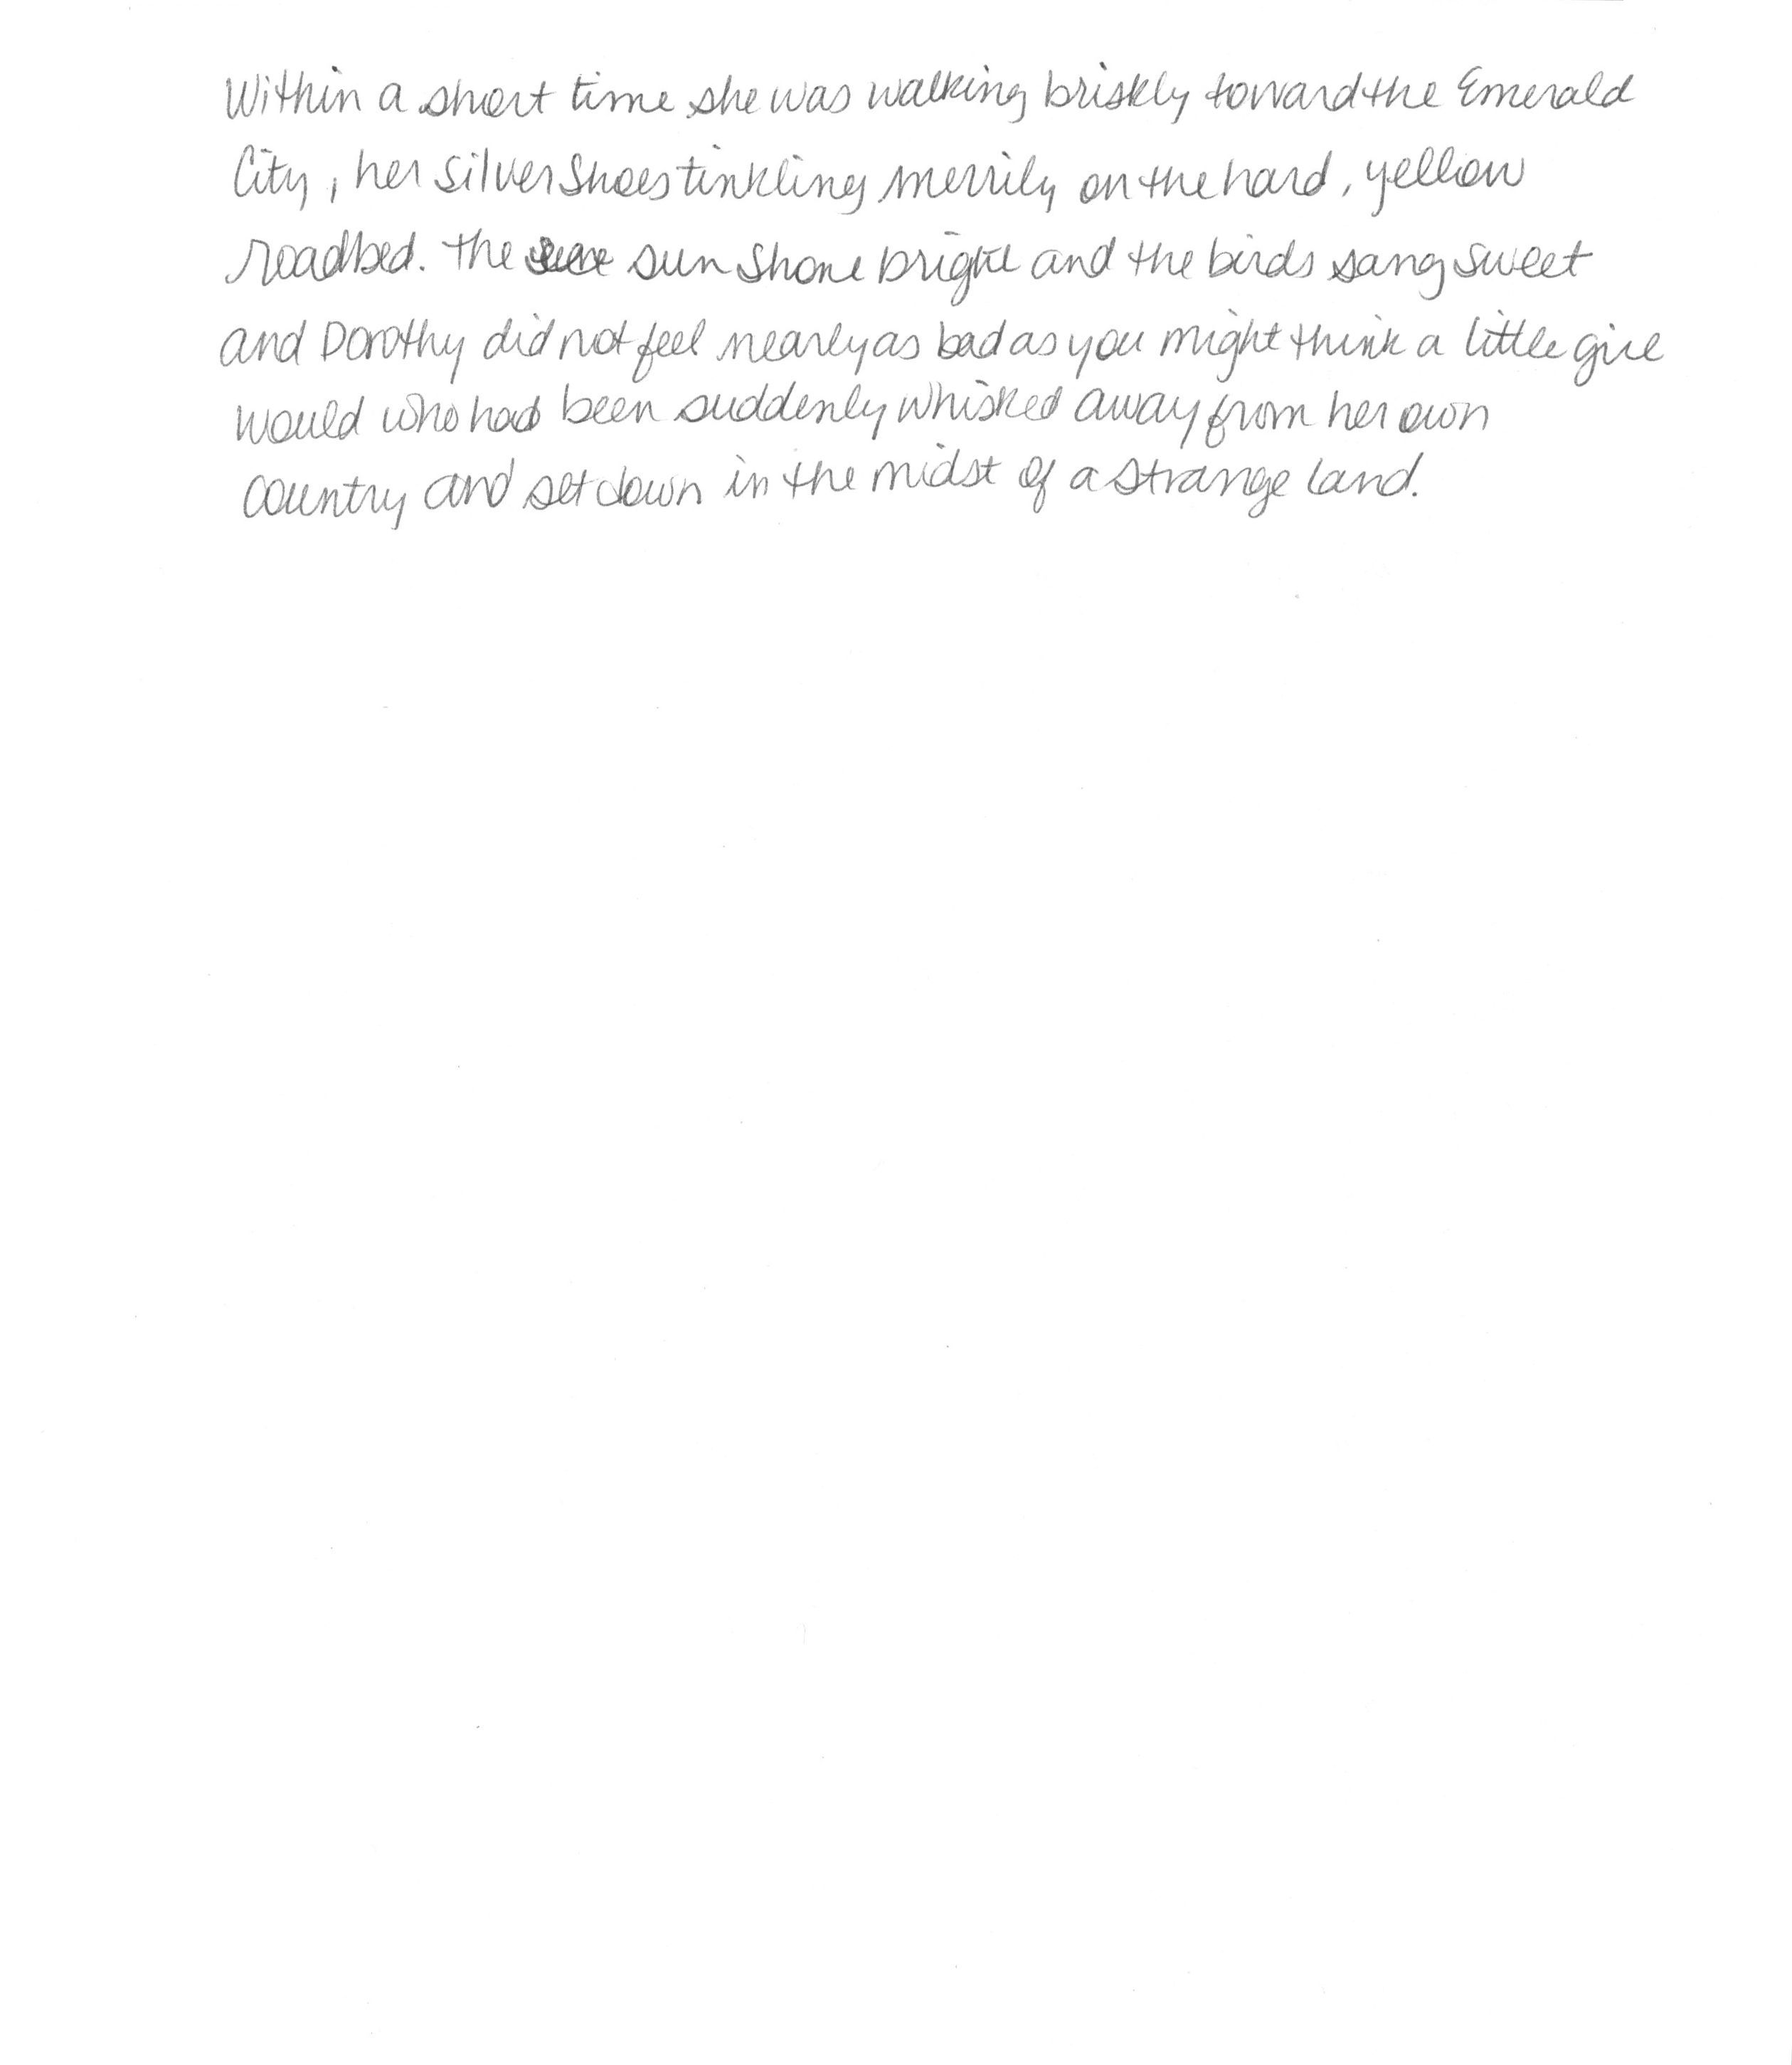 Within a short time she was walking briskly toward the Emerald
City, her silver Shoes tinkling merrily on the hard, yellow
roadbed. The sun shone bright and the birds sang sweet
and Dorothy did not feel nearly as bad as you might think a little girl
would who had been suddenly whisked away from her own
country and set down in the midst of a strange land.